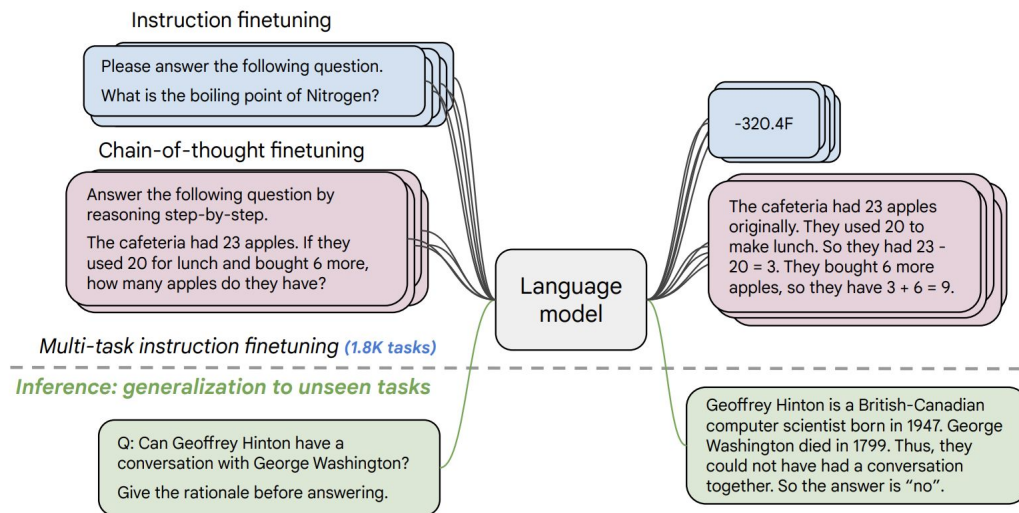 Instruction finetuning
Please answer the following question.
What is the boiling point of Nitrogen?
-320.4F
Chain-of-thought finetuning
Answer the following question by
reasoning step-by-step.
The cafeteria had 23 apples. If they
used 20 for lunch and bought 6 more,
how many apples do they have?
The cafeteria had 23 apples
originally. They used 20 to
make lunch. So they had 23 -
20 = 3. They bought 6 more
apples, so they have 3 + 6 = 9.
Language
model
Multi-task instruction finetuning (1.8K tasks)
Inference: generalization to unseen tasks
Q: Can Geoffrey Hinton have a
conversation with George Washington?
Give the rationale before answering.
Geoffrey Hinton is a British-Canadian
computer scientist born in 1947. George
Washington died in 1799. Thus, they
could not have had a conversation
together. So the answer is “no”.